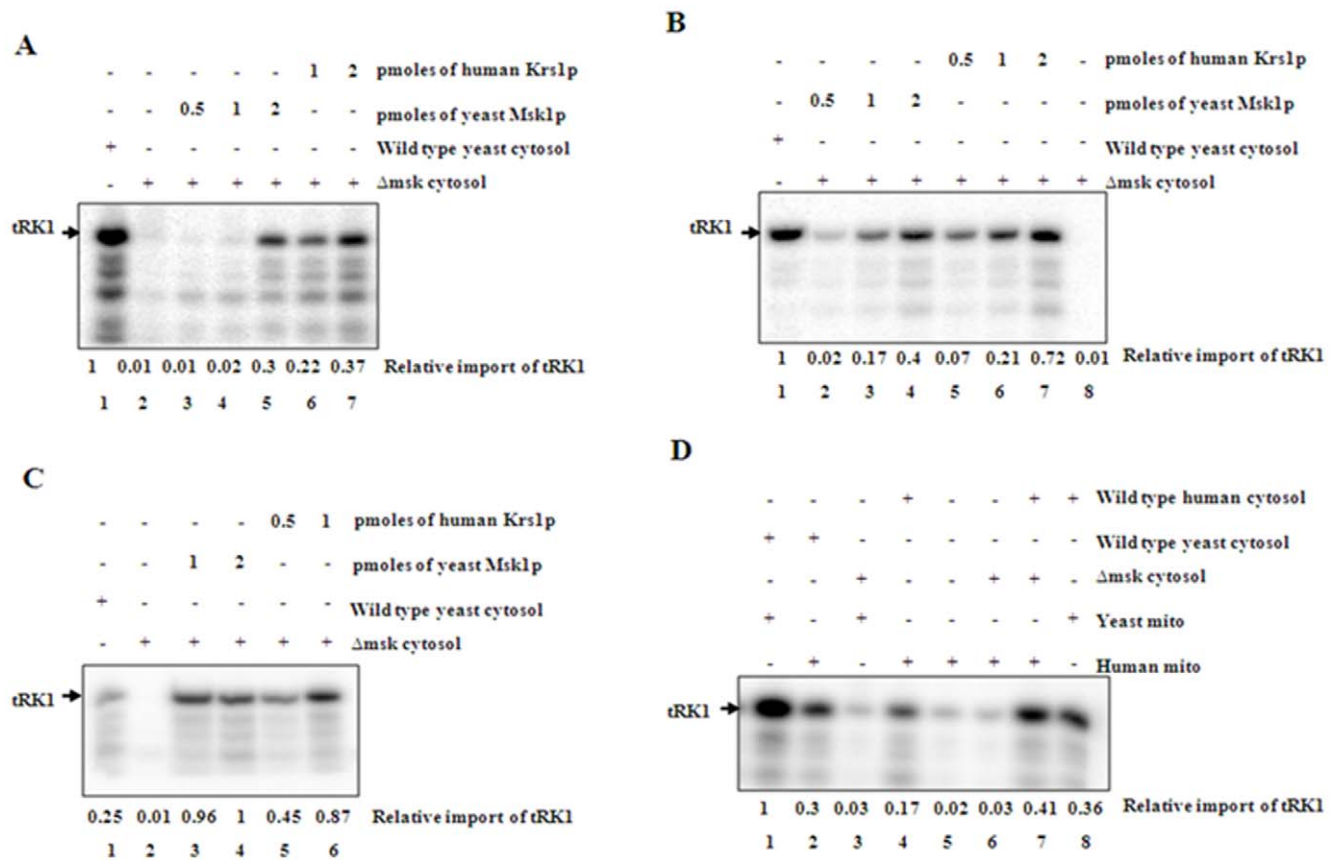 A
- - - - - 1 2 pmoles of human Krs1p
- - 0.5 1 2 - - pmoles of yeast Msk1p
+ - - - - - - Wild type yeast cytosol
- + + + + + + Δmsk cytosol
tRK1
1 0.01 0.01 0.02 0.3 0.22 0.37 Relative import of tRK1
1 2 3 4 5 6 7
B
- - - - 0.5 1 2 - pmoles of human Krs1p
- 0.5 1 2 - - - - pmoles of yeast Msk1p
+ - - - - - - - Wild type yeast cytosol
- + + + + + + + Δmsk cytosol
tRK1
1 0.02 0.17 0.4 0.07 0.21 0.72 0.01 Relative import of tRK1
1 2 3 4 5 6 7 8
C
- - - - 0.5 1 pmoles of human Krs1p
- - 1 2 - - pmoles of yeast Msk1p
+ - - - - - Wild type yeast cytosol
- + + + + + Δmsk cytosol
tRK1
0.25 0.01 0.96 1 0.45 0.87 Relative import of tRK1
1 2 3 4 5 6
D
- - - + - - + + Wild type human cytosol
+ + - - - - - - Wild type yeast cytosol
- - + - - + + - Δmsk cytosol
+ - + - - - - + Yeast mito
- + - + + + + - Human mito
tRK1
1 0.3 0.03 0.17 0.02 0.03 0.41 0.36 Relative import of tRK1
1 2 3 4 5 6 7 8